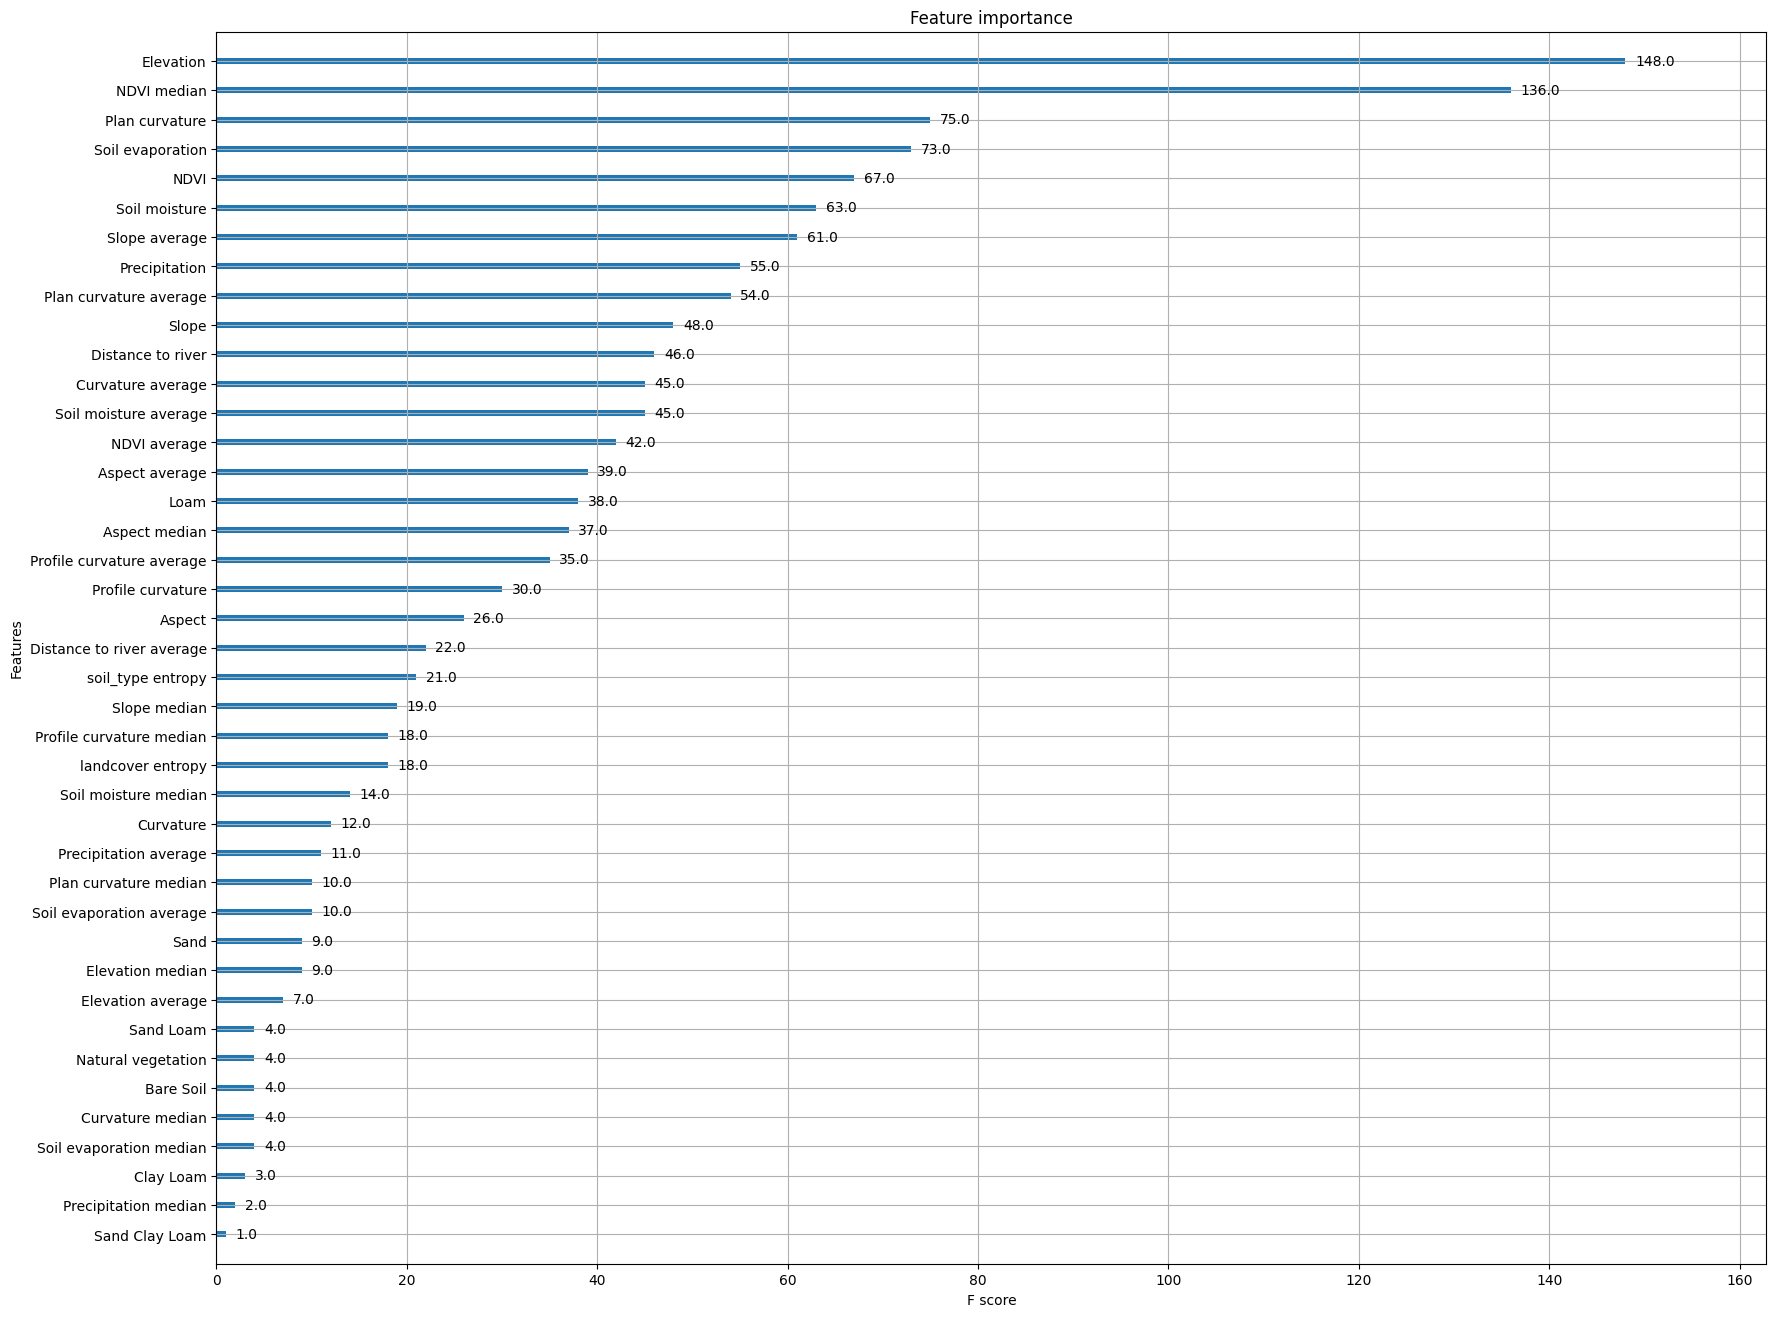 Feature importance
Elevation 148.0
NDVI median 136.0
Plan curvature 75.0
Soil evaporation 73.0
NDVI 67.0
Soil moisture 63.0
Slope average 61.0
Precipitation 55.0
Plan curvature average 54.0
Slope 48.0
Distance to river 46.0
Curvature average 45.0
Soil moisture average 45.0
NDVI average 42.0
Aspect average 39.0
Loam 38.0
Aspect median 37.0
Profile curvature average 35.0
Profile curvature 30.0
Aspect 26.0
Features
Distance to river average 22.0
soil_type entropy 21.0
Slope median 19.0
Profile curvature median 18.0
landcover entropy 18.0
Soil moisture median 14.0
Curvature 12.0
Precipitation average 11.0
Plan curvature median 10.0
Soil evaporation average 10.0
Sand 9.0
Elevation median 9.0
Elevation average 7.0
Sand Loam 4.0
Natural vegetation 4.0
Bare Soil 4.0
Curvature median 4.0
Soil evaporation median 4.0
Clay Loam 3.0
Precipitation median 2.0
Sand Clay Loam 1.0
0 20 40 60 80 100 120 140 160
F score